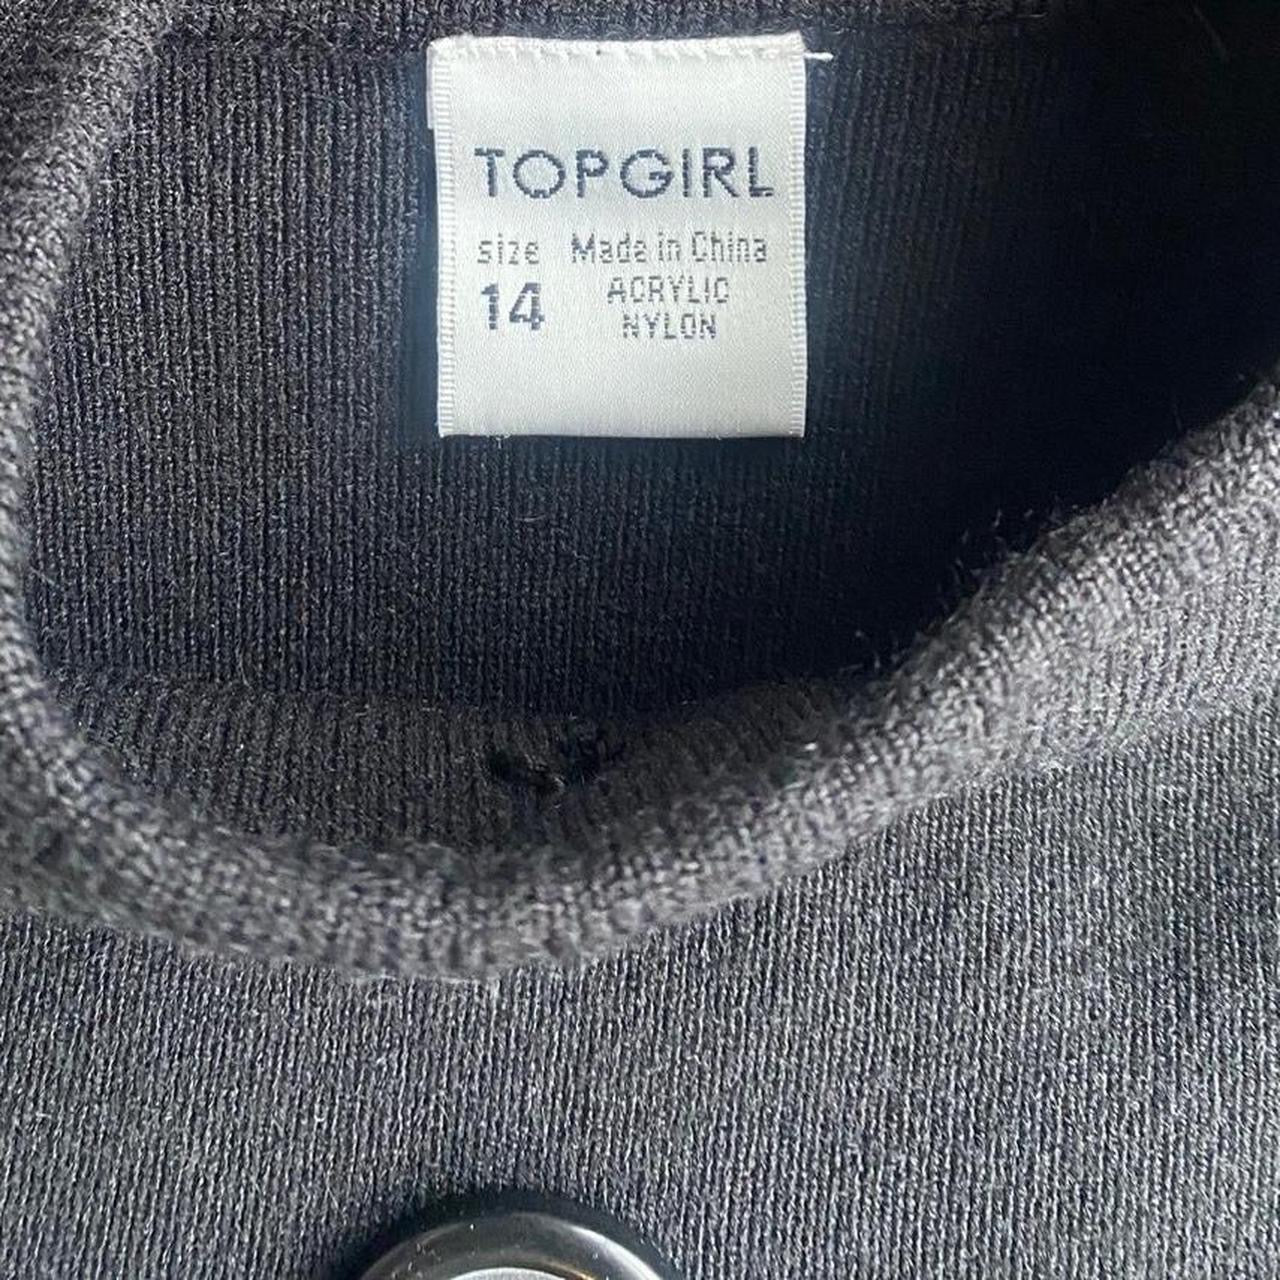 TOPGIRL
size Made in China
14 ACRYLIC
NYLON